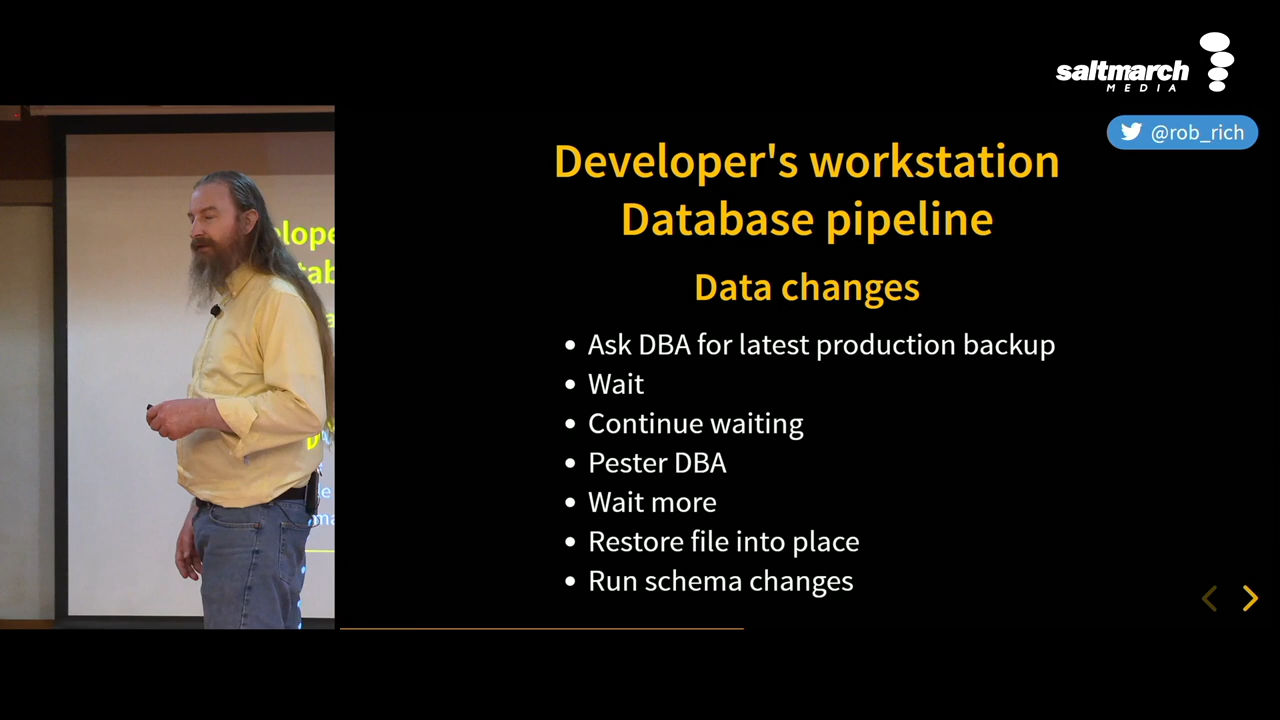 saltmarch
MEDIA
@rob_rich
Developer's workstation
Database pipeline
Data changes
• Ask DBA for latest production backup
• Wait
• Continue waiting
• Pester DBA
• Wait more
• Restore file into place
• Run schema changes